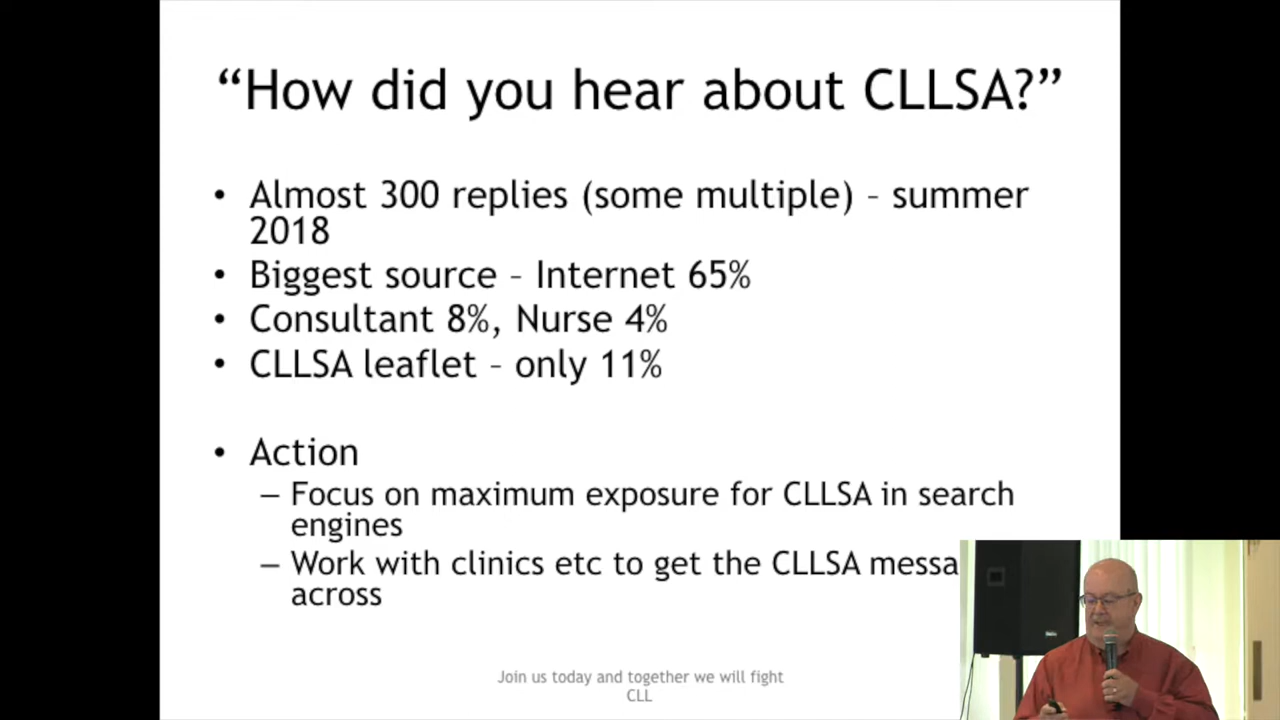 “How did you hear about CLLSA?”
• Almost 300 replies (some multiple) – summer
2018
• Biggest source – Internet 65%
• Consultant 8%, Nurse 4%
• CLLSA leaflet – only 11%
• Action
– Focus on maximum exposure for CLLSA in search
engines
– Work with clinics etc to get the CLLSA messa
across
Join us today and together we will fight
CLL